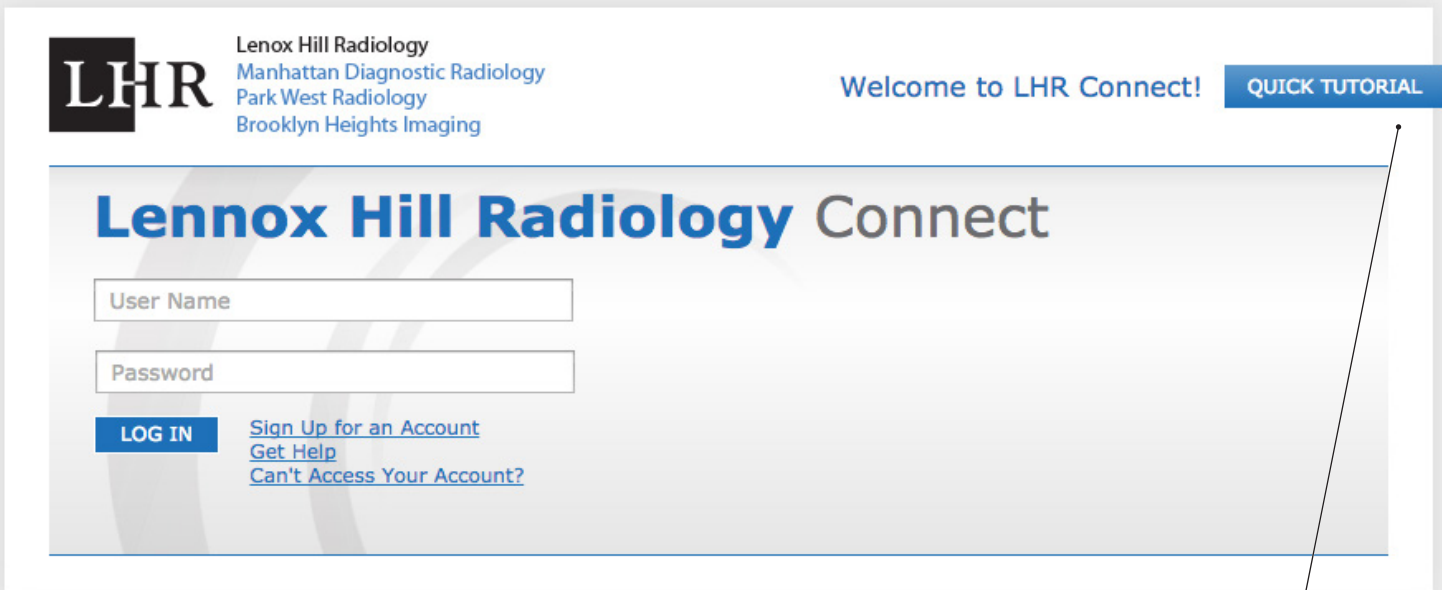 LHR
Lenox Hill Radiology
Manhattan Diagnostic Radiology
Park West Radiology
Brooklyn Heights Imaging
Welcome to LHR Connect!
QUICK TUTORIAL
Lennox Hill Radiology Connect
User Name
Password
LOG IN
Sign Up for an Account
Get Help
Can't Access Your Account?